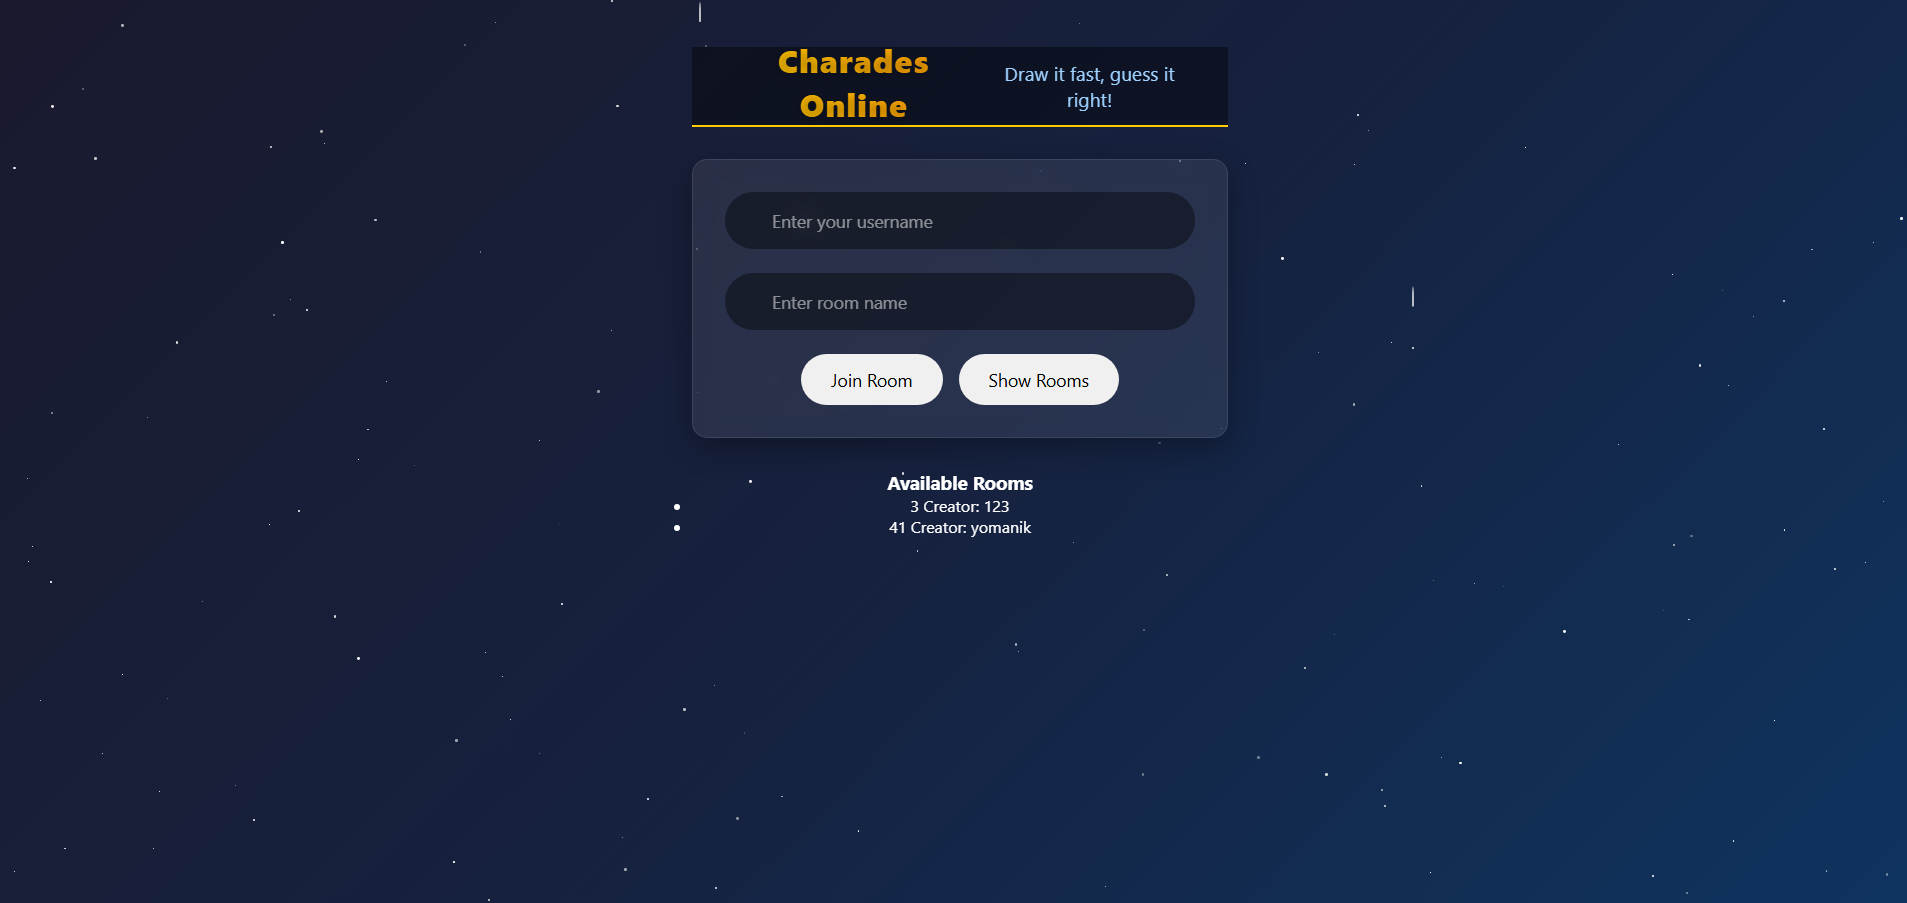 Charades
Online
Draw it fast, guess it
right!
Enter your username
Enter room name
Join Room
Show Rooms
Available Rooms
3 Creator: 123
41 Creator: yomanik